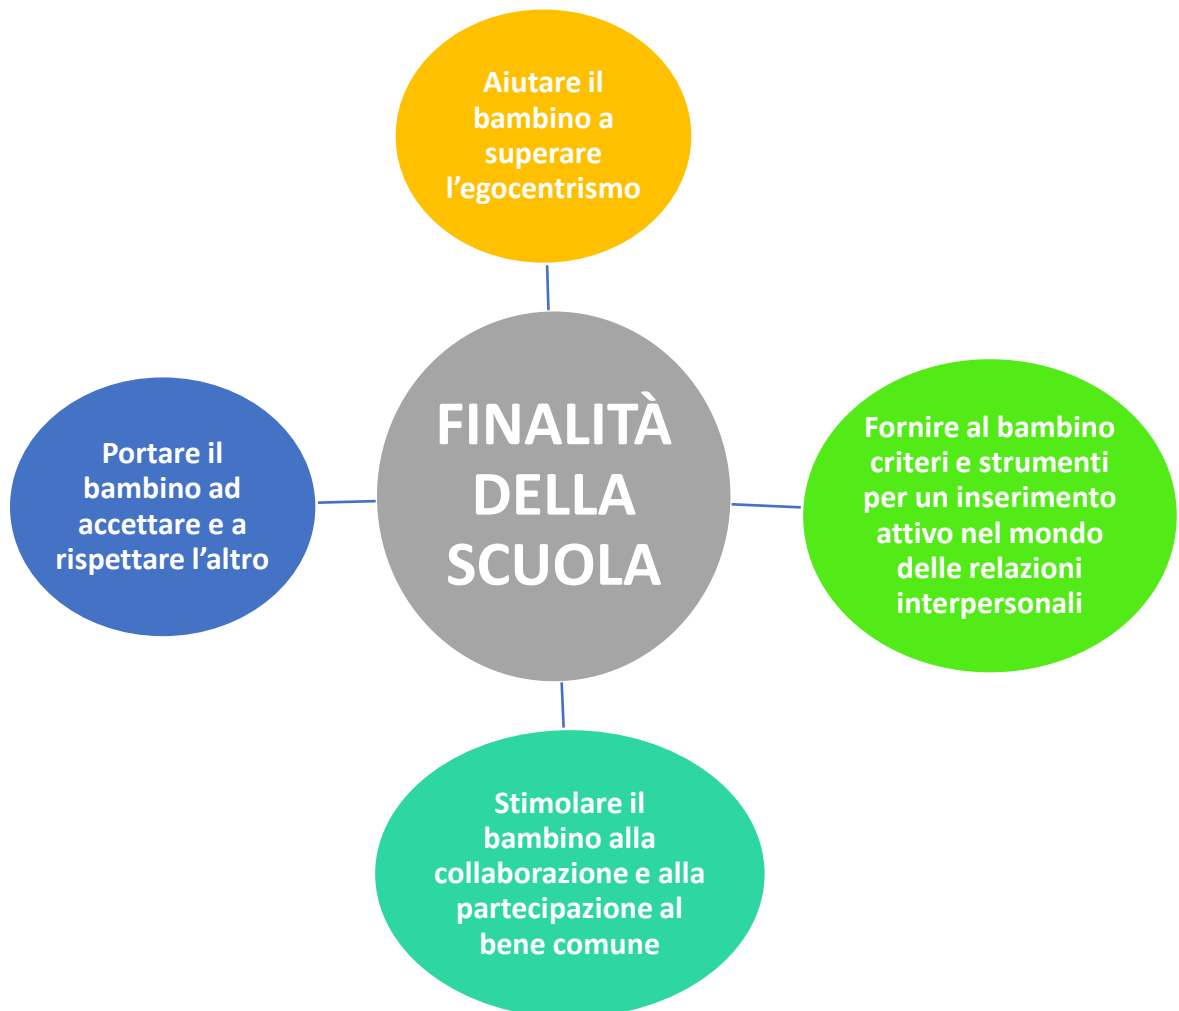 Aiutare il
bambino a
superare
l’egocentrismo
FINALITÀ
DELLA
SCUOLA
Portare il
bambino ad
accettare e a
rispettare l’altro
Fornire al bambino
criteri e strumenti
per un inserimento
attivo nel mondo
delle relazioni
interpersonali
Stimolare il
bambino alla
collaborazione e alla
partecipazione al
bene comune